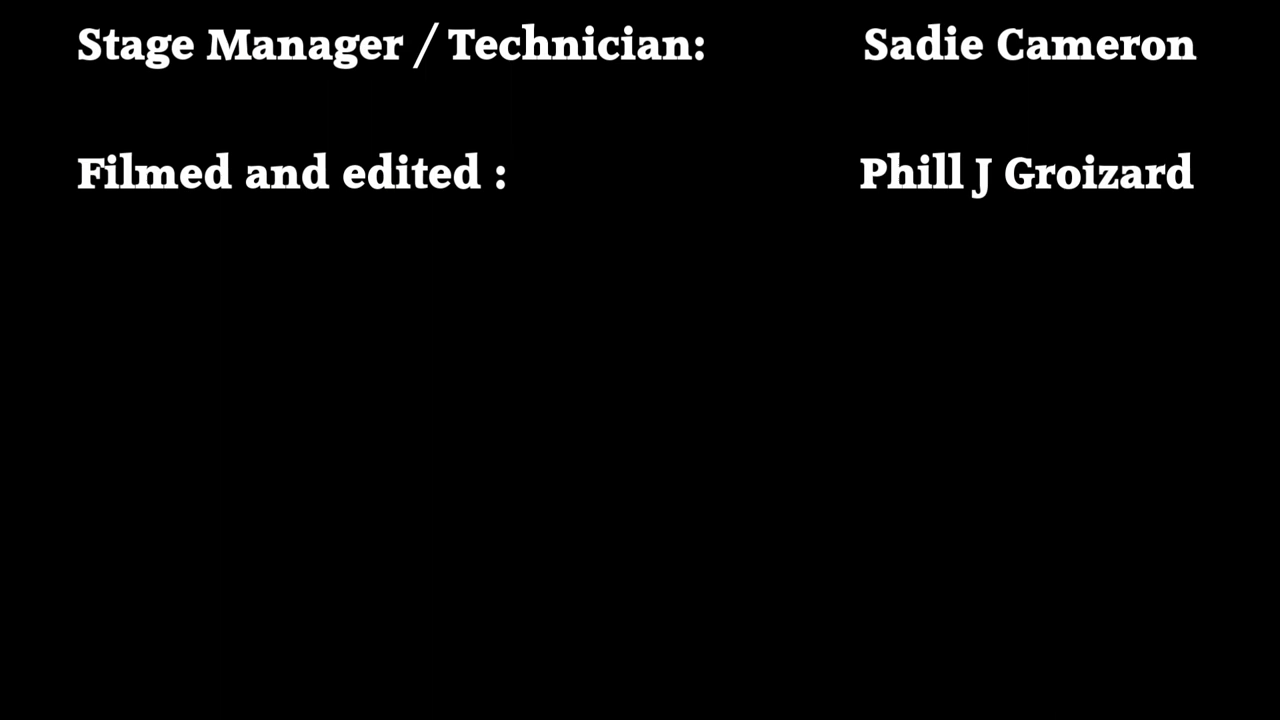 Stage Manager / Technician: Sadie Cameron
Filmed and edited : Phill J Groizard